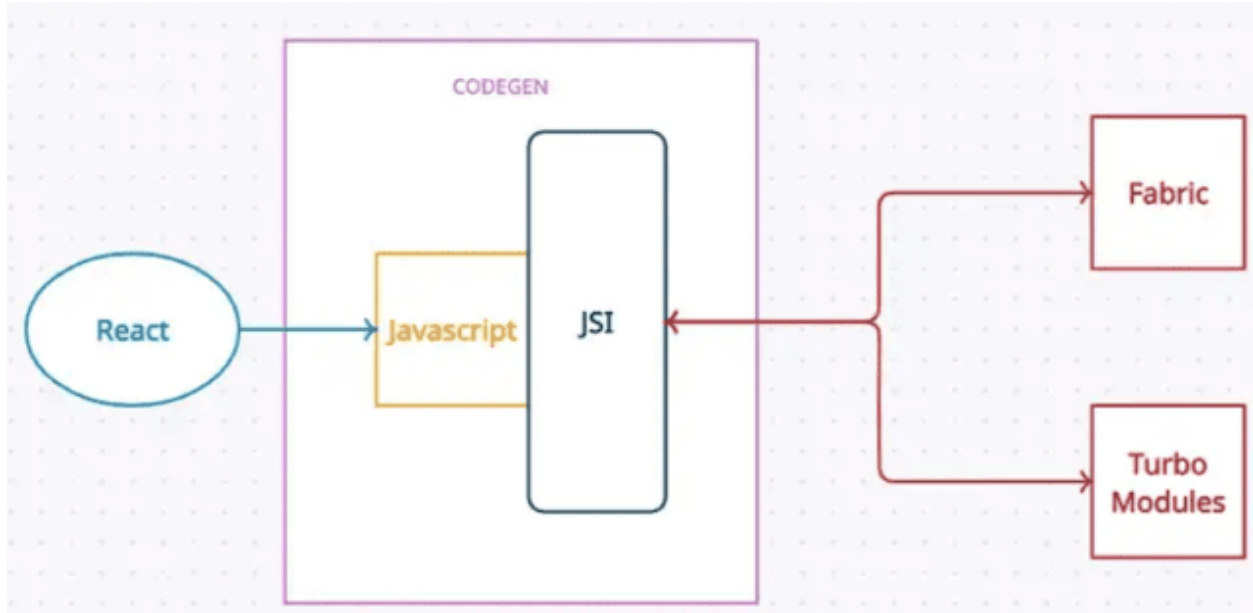 CODEGEN
React
Javascript
JSI
Fabric
Turbo
Modules